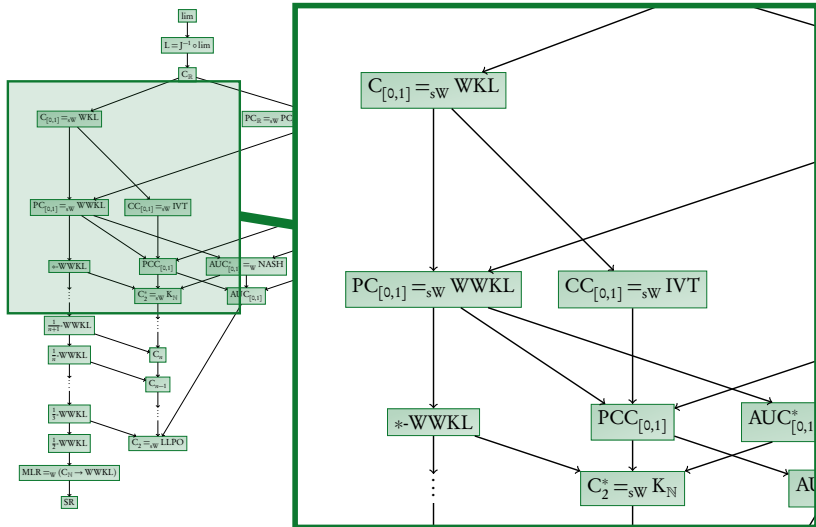 lim
L ≡ J⁻¹ ∘ lim
C_ℝ
C_[0,1] ≡_sW WKL
PC_ℝ ≡_sW PC
PC_[0,1] ≡_sW WWKL
CC_[0,1] ≡_sW IVT
∗-WWKL
PCC_[0,1]
AUC*_[0,1] ≡_W NASH
C*_2 ≡_sW K_ℕ
AUC_[0,1]
⋮
1/(n+1)-WWKL
1/n-WWKL
C_n
C_n−1
⋮
1/3-WWKL
1/2-WWKL
C_2 ≡_sW LLPO
MLR ≡_W (C_ℕ → WWKL)
SR
C_[0,1] ≡_sW WKL
PC_[0,1] ≡_sW WWKL
CC_[0,1] ≡_sW IVT
∗-WWKL
PCC_[0,1]
AUC*_[0,1
C*_2 ≡_sW K_ℕ
⋮